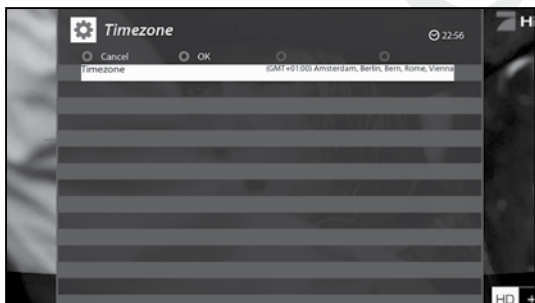 Timezone
22:56
Cancel OK
Timezone (GMT+01:00) Amsterdam, Berlin, Bern, Rome, Vienna
H
HD +